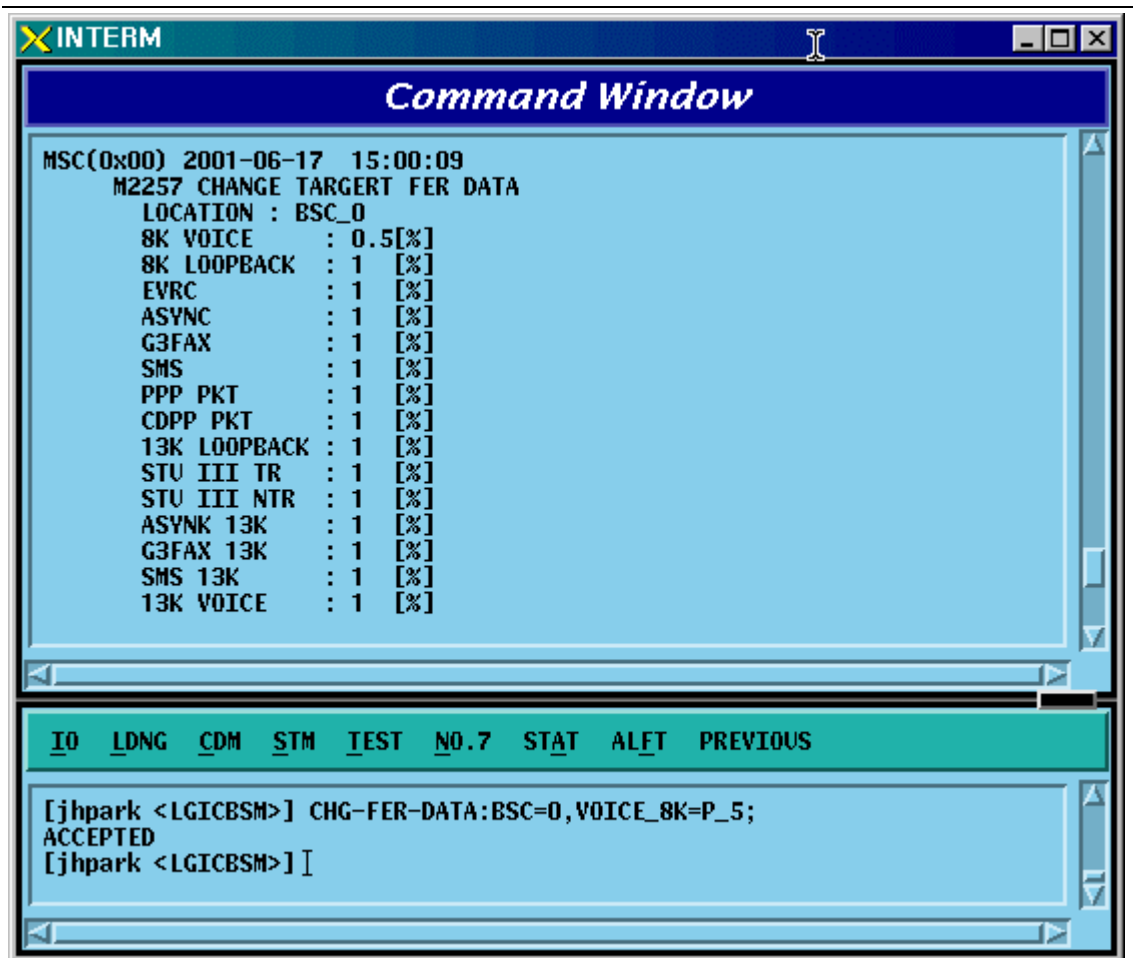 INTERM
Command Window
MSC(0x00) 2001-06-17 15:00:09
M2257 CHANGE TARGERT FER DATA
LOCATION : BSC_0
8K VOICE : 0.5[%]
8K LOOPBACK : 1 [%]
EVRC : 1 [%]
ASYNC : 1 [%]
G3FAX : 1 [%]
SMS : 1 [%]
PPP PKT : 1 [%]
CDPP PKT : 1 [%]
13K LOOPBACK : 1 [%]
STU III TR : 1 [%]
STU III NTR : 1 [%]
ASYNK 13K : 1 [%]
G3FAX 13K : 1 [%]
SMS 13K : 1 [%]
13K VOICE : 1 [%]
IO LDNG CDM STM TEST NO.7 STAT ALFT PREVIOUS
[jhpark <LGICBSM>] CHG-FER-DATA:BSC=0,VOICE_8K=P_5;
ACCEPTED
[jhpark <LGICBSM>]